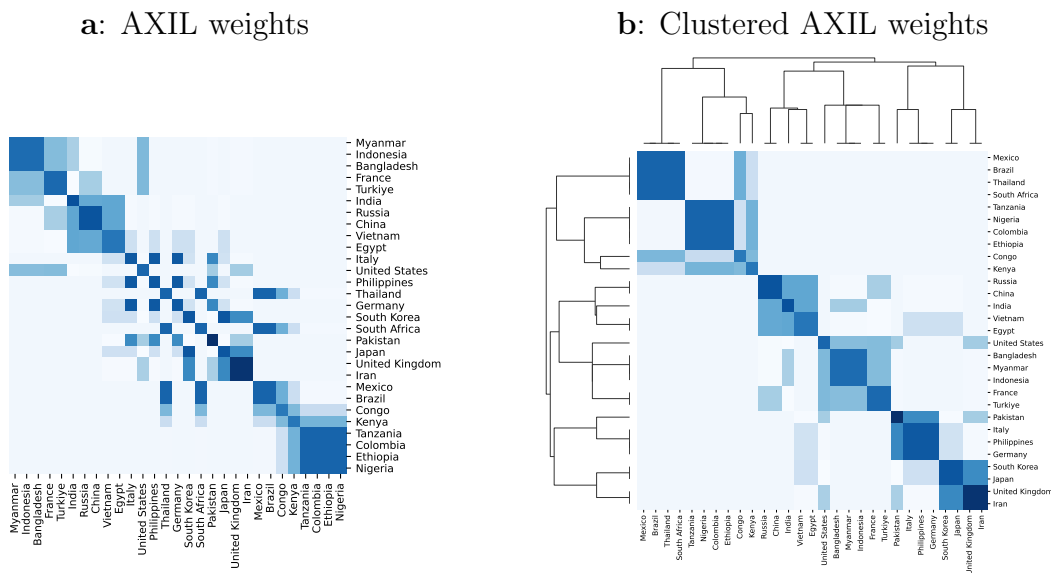 a: AXIL weights
Myanmar
Indonesia
Bangladesh
France
Turkiye
India
Russia
China
Vietnam
Egypt
Italy
United States
Philippines
Thailand
Germany
South Korea
South Africa
Pakistan
Japan
United Kingdom
Iran
Mexico
Brazil
Congo
Kenya
Tanzania
Colombia
Ethiopia
Nigeria
Myanmar
Indonesia
Bangladesh
France
Turkiye
India
Russia
China
Vietnam
Egypt
Italy
United States
Philippines
Thailand
Germany
South Korea
South Africa
Pakistan
Japan
United Kingdom
Iran
Mexico
Brazil
Congo
Kenya
Tanzania
Colombia
Ethiopia
Nigeria
b: Clustered AXIL weights
Mexico
Brazil
Thailand
South Africa
Tanzania
Nigeria
Colombia
Ethiopia
Congo
Kenya
Russia
China
India
Vietnam
Egypt
United States
Bangladesh
Myanmar
Indonesia
France
Turkiye
Pakistan
Italy
Philippines
Germany
South Korea
Japan
United Kingdom
Iran
Mexico
Brazil
Thailand
South Africa
Tanzania
Nigeria
Colombia
Ethiopia
Congo
Kenya
Russia
China
India
Vietnam
Egypt
United States
Bangladesh
Myanmar
Indonesia
France
Turkiye
Pakistan
Italy
Philippines
Germany
South Korea
Japan
United Kingdom
Iran